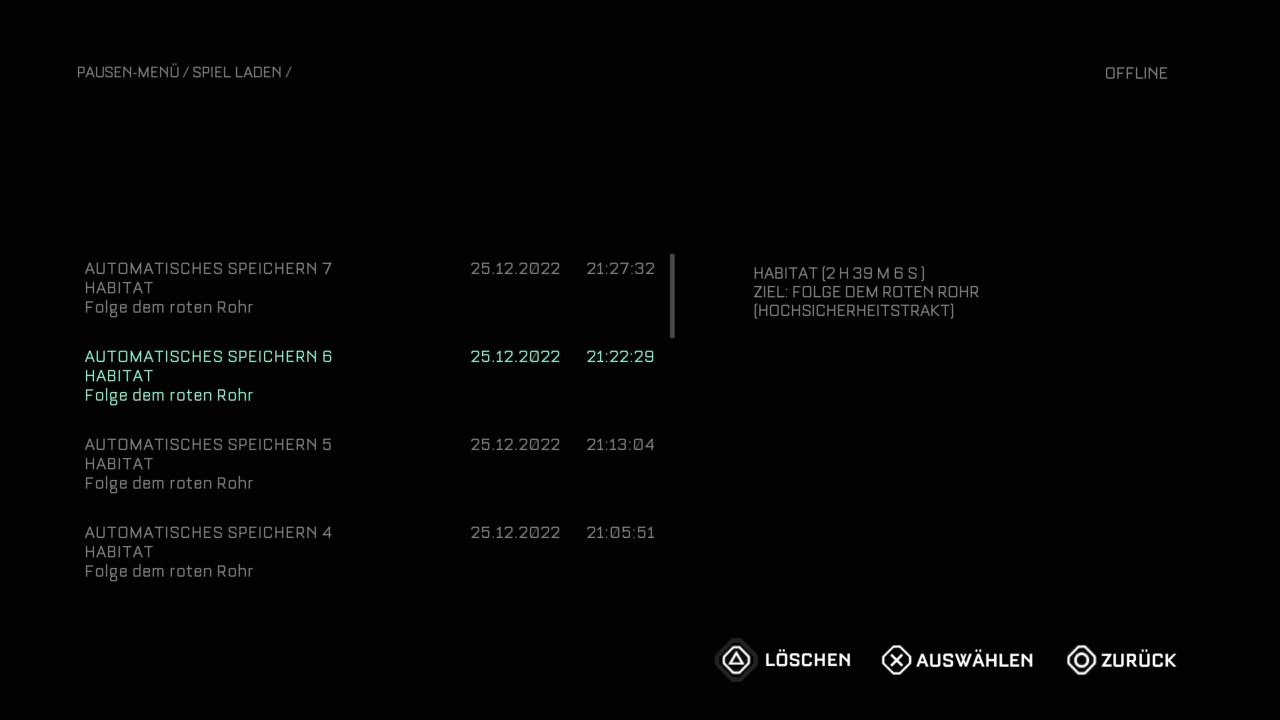 PAUSEN-MENÜ / SPIEL LADEN /
OFFLINE
AUTOMATISCHES SPEICHERN 7 25.12.2022 21:27:32
HABITAT
Folge dem roten Rohr
AUTOMATISCHES SPEICHERN 6 25.12.2022 21:22:29
HABITAT
Folge dem roten Rohr
AUTOMATISCHES SPEICHERN 5 25.12.2022 21:13:04
HABITAT
Folge dem roten Rohr
AUTOMATISCHES SPEICHERN 4 25.12.2022 21:05:51
HABITAT
Folge dem roten Rohr
HABITAT (2 H 39 M 6 S )
ZIEL: FOLGE DEM ROTEN ROHR
(HOCHSICHERHEITSTRAKT)
LÖSCHEN AUSWÄHLEN ZURÜCK